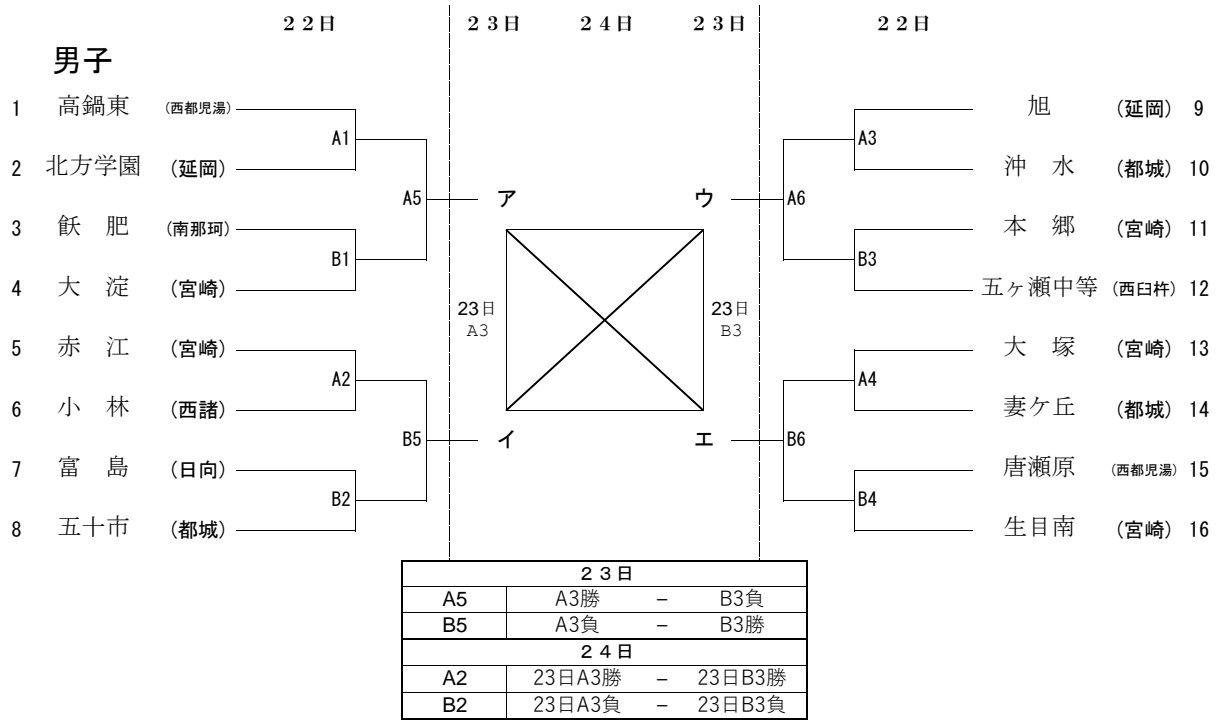 ２２日 ２３日 ２４日 ２３日 ２２日
男子
1 高鍋東 (西都児湯) 旭 (延岡) 9
A1 A3
2 北方学園 (延岡) 沖 水 (都城) 10
A5 ア ウ A6
3 飫 肥 (南那珂) 本 郷 (宮崎) 11
B1 B3
4 大 淀 (宮崎) 五ヶ瀬中等 (西臼杵) 12
23日 23日
A3 B3
5 赤 江 (宮崎) 大 塚 (宮崎) 13
A2 A4
6 小 林 (西諸) 妻ケ丘 (都城) 14
B5 イ エ B6
7 富 島 (日向) 唐瀬原 (西都児湯) 15
B2 B4
8 五十市 (都城) 生目南 (宮崎) 16
２３日
A5 A3勝 － B3負
B5 A3負 － B3勝
２４日
A2 23日A3勝 － 23日B3勝
B2 23日A3負 － 23日B3負